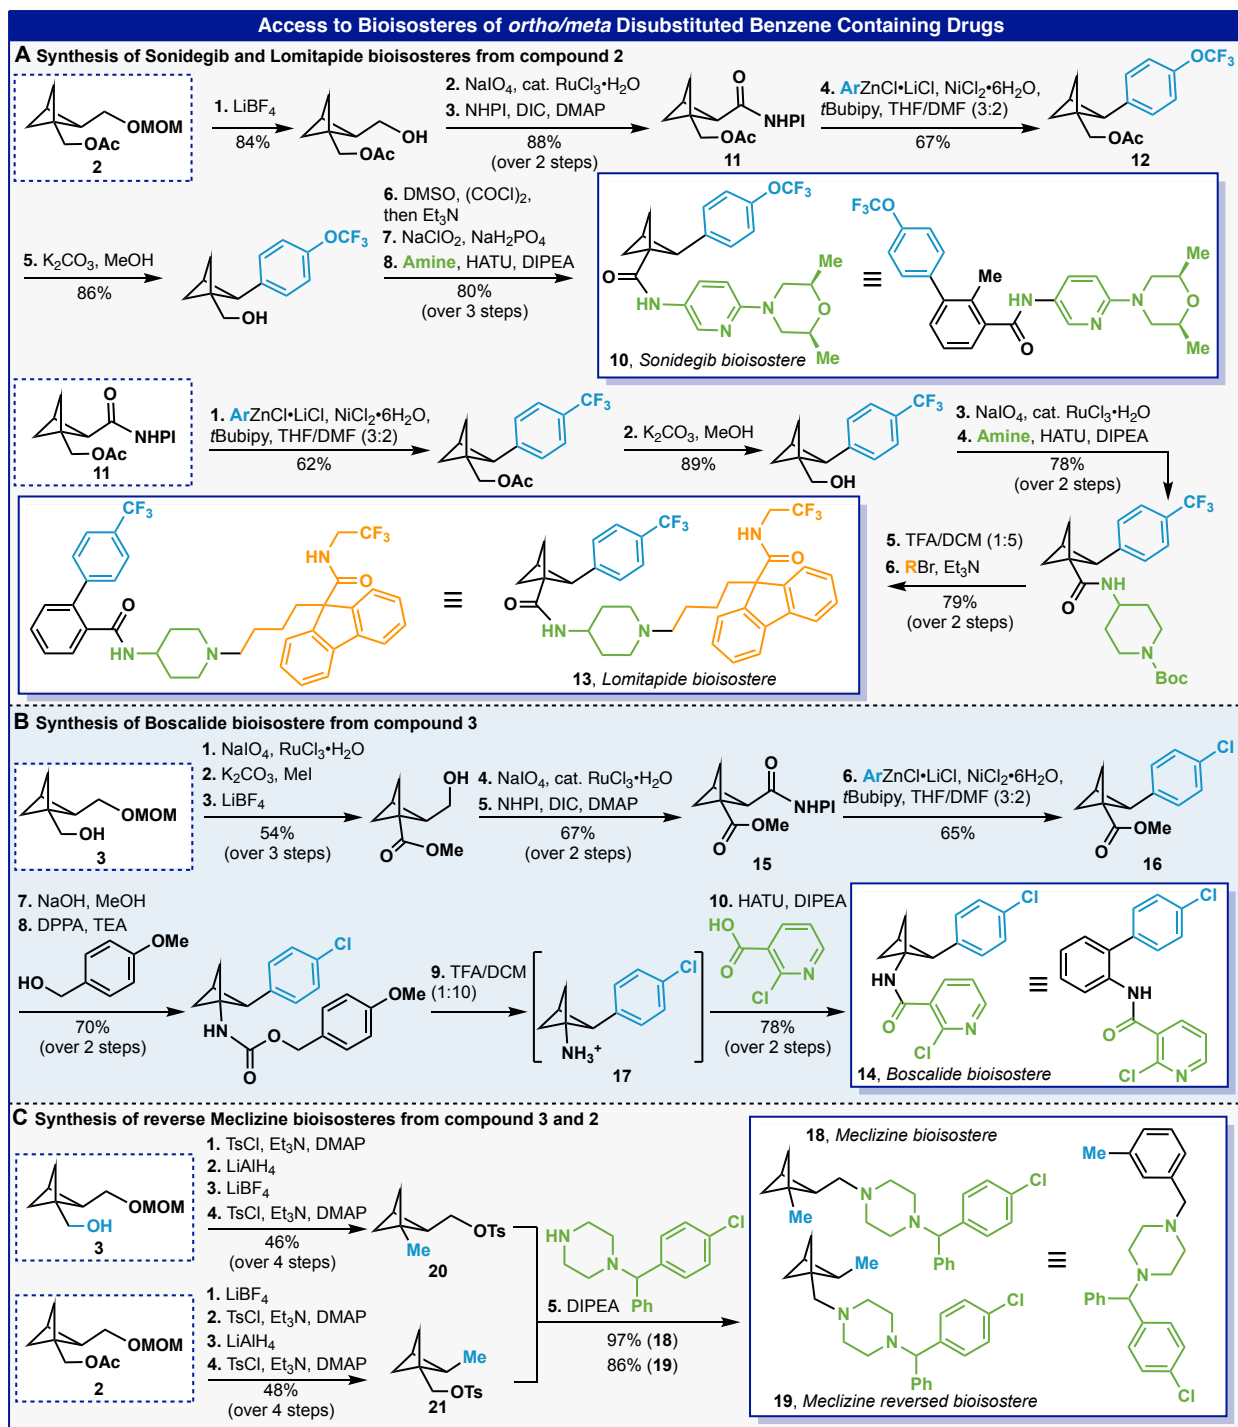 Access to Bioisosteres of ortho/meta Disubstituted Benzene Containing Drugs
A Synthesis of Sonidegib and Lomitapide bioisosteres from compound 2
OMOM
OAc
2
1. LiBF4
84%
OH
OAc
2. NaIO4, cat. RuCl3•H2O
3. NHPI, DIC, DMAP
88%
(over 2 steps)
O
NHPI
OAc
11
4. ArZnCl•LiCl, NiCl2•6H2O,
tBubipy, THF/DMF (3:2)
67%
OCF3
OAc
12
5. K2CO3, MeOH
86%
OCF3
OH
6. DMSO, (COCl)2,
then Et3N
7. NaClO2, NaH2PO4
8. Amine, HATU, DIPEA
80%
(over 3 steps)
OCF3
O
HN
N
N
Me
O
Me
10, Sonidegib bioisostere
≡
F3CO
Me
HN
O
N
N
Me
O
Me
O
NHPI
OAc
11
1. ArZnCl•LiCl, NiCl2•6H2O,
tBubipy, THF/DMF (3:2)
62%
CF3
OAc
2. K2CO3, MeOH
89%
CF3
OH
3. NaIO4, cat. RuCl3•H2O
4. Amine, HATU, DIPEA
78%
(over 2 steps)
CF3
O
NH
N
Boc
5. TFA/DCM (1:5)
6. RBr, Et3N
79%
(over 2 steps)
CF3
O
HN
N
CF3
HN
O
≡
CF3
O
HN
N
CF3
HN
O
13, Lomitapide bioisostere
B Synthesis of Boscalide bioisostere from compound 3
OMOM
OH
3
1. NaIO4, RuCl3•H2O
2. K2CO3, MeI
3. LiBF4
54%
(over 3 steps)
OH
O
OMe
4. NaIO4, cat. RuCl3•H2O
5. NHPI, DIC, DMAP
67%
(over 2 steps)
O
NHPI
OMe
O
15
6. ArZnCl•LiCl, NiCl2•6H2O,
tBubipy, THF/DMF (3:2)
65%
Cl
OMe
O
16
7. NaOH, MeOH
8. DPPA, TEA
OMe
HO
70%
(over 2 steps)
Cl
NH
O
O
OMe
9. TFA/DCM
(1:10)
Cl
NH3+
17
10. HATU, DIPEA
HO
O
Cl
N
78%
(over 2 steps)
Cl
HN
O
Cl
N
14, Boscalide bioisostere
≡
Cl
NH
O
Cl
N
C Synthesis of reverse Meclizine bioisosteres from compound 3 and 2
OMOM
OH
3
1. TsCl, Et3N, DMAP
2. LiAlH4
3. LiBF4
4. TsCl, Et3N, DMAP
46%
(over 4 steps)
OTs
Me
20
OMOM
OAc
2
1. LiBF4
2. TsCl, Et3N, DMAP
3. LiAlH4
4. TsCl, Et3N, DMAP
48%
(over 4 steps)
Me
OTs
21
HN
N
Cl
Ph
5. DIPEA
97% (18)
86% (19)
18, Meclizine bioisostere
Me
N
N
Cl
Ph
Me
N
N
Cl
Ph
19, Meclizine reversed bioisostere
≡
Me
N
N
Ph
Cl